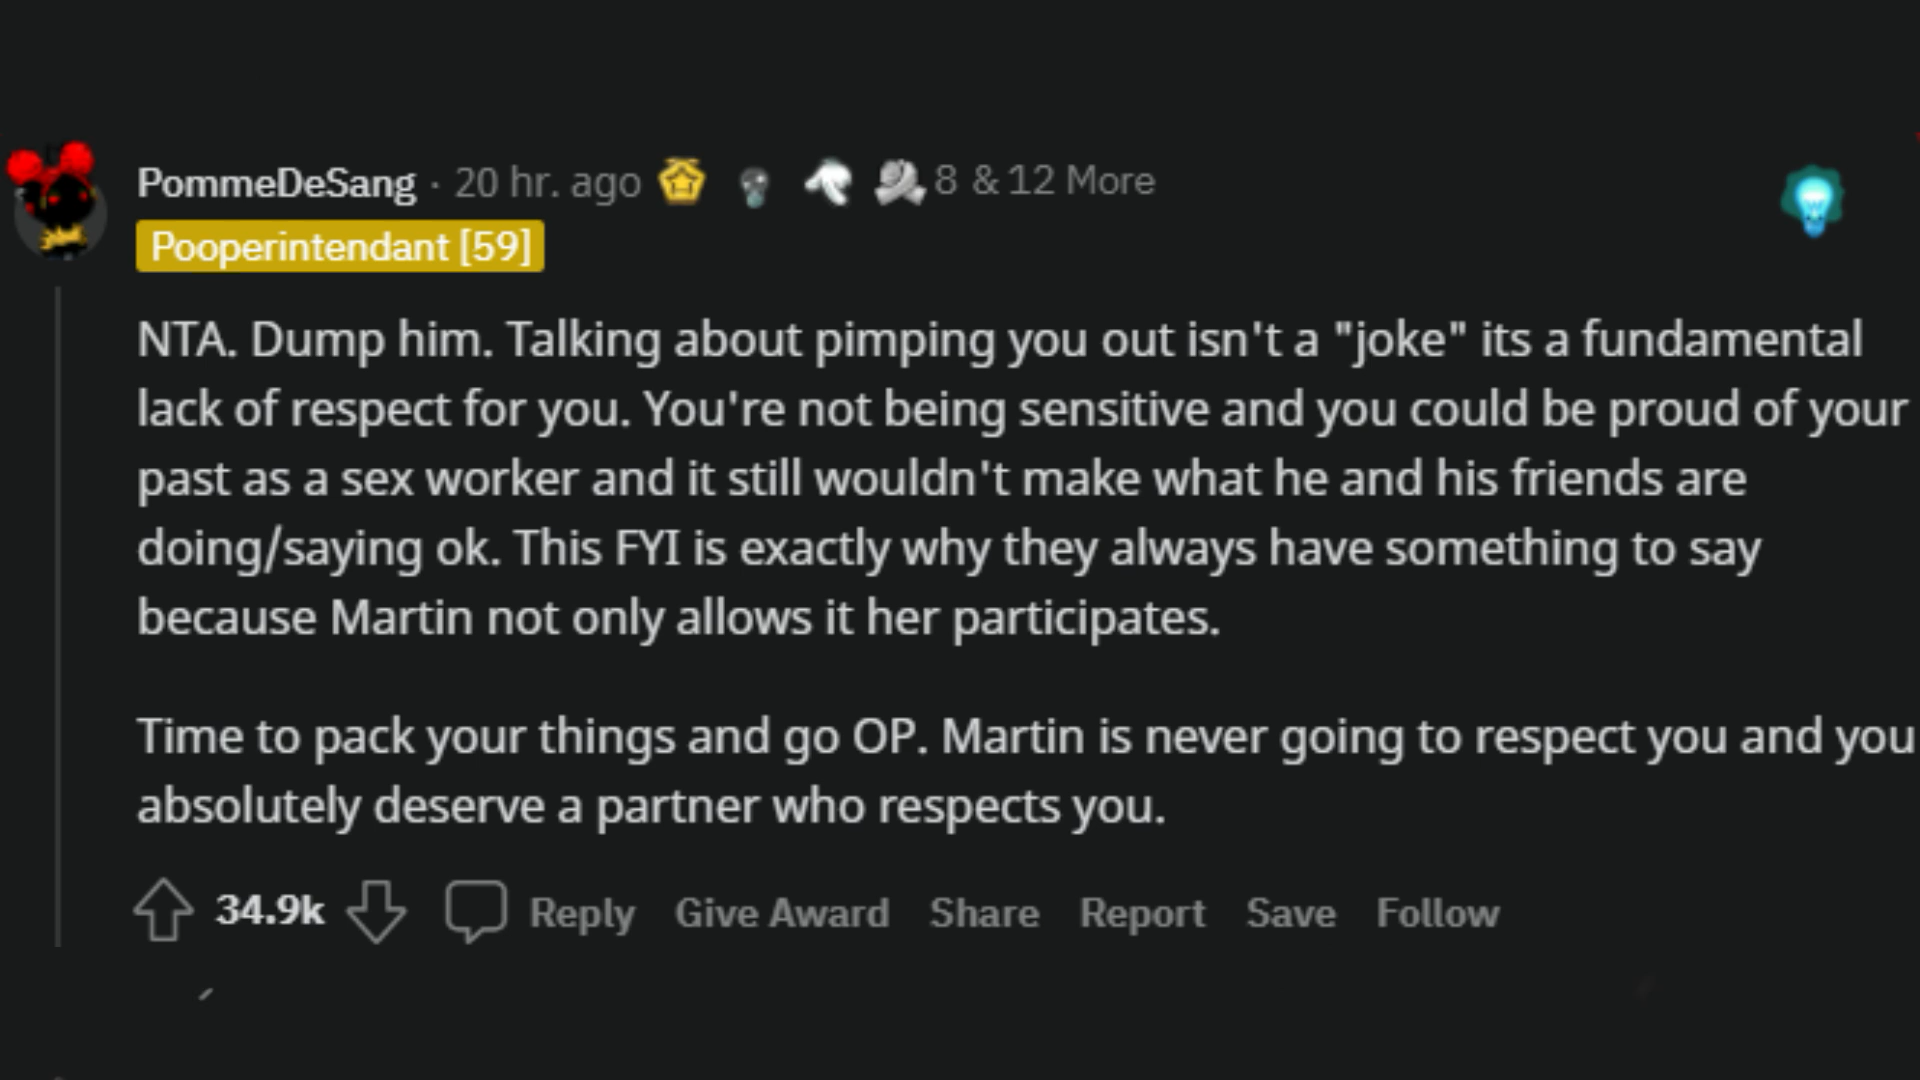 PommeDeSang · 20 hr. ago 8 & 12 More
Pooperintendant [59]
NTA. Dump him. Talking about pimping you out isn't a "joke" its a fundamental
lack of respect for you. You're not being sensitive and you could be proud of your
past as a sex worker and it still wouldn't make what he and his friends are
doing/saying ok. This FYI is exactly why they always have something to say
because Martin not only allows it her participates.
Time to pack your things and go OP. Martin is never going to respect you and you
absolutely deserve a partner who respects you.
34.9k Reply Give Award Share Report Save Follow